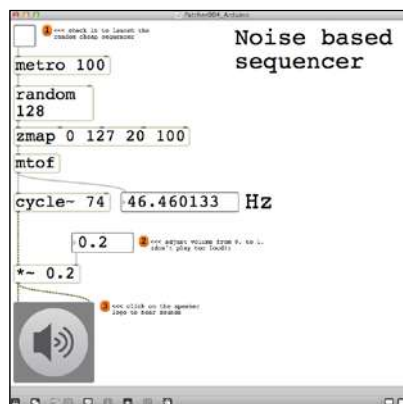 Patcher004_Arduino
1 <<< check it to launch the
random cheap sequencer
Noise based
sequencer
metro 100
random
128
zmap 0 127 20 100
mtof
cycle~ 74
46.460133 Hz
0.2
2 <<< adjust volume from 0. to 1.
(don't play too loud!)
*~ 0.2
3 <<< click on the speaker
logo to hear sounds